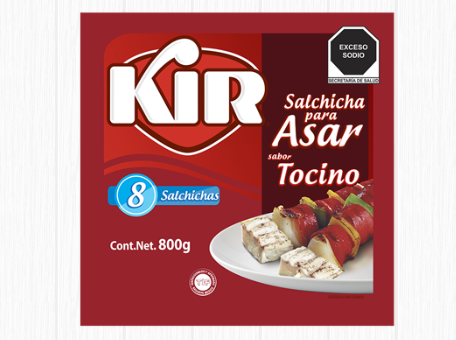 EXCESO
SODIO
SECRETARÍA DE SALUD
KIR
Salchicha
para
Asar
sabor
Tocino
8 Salchichas
Cont.Net. 800g